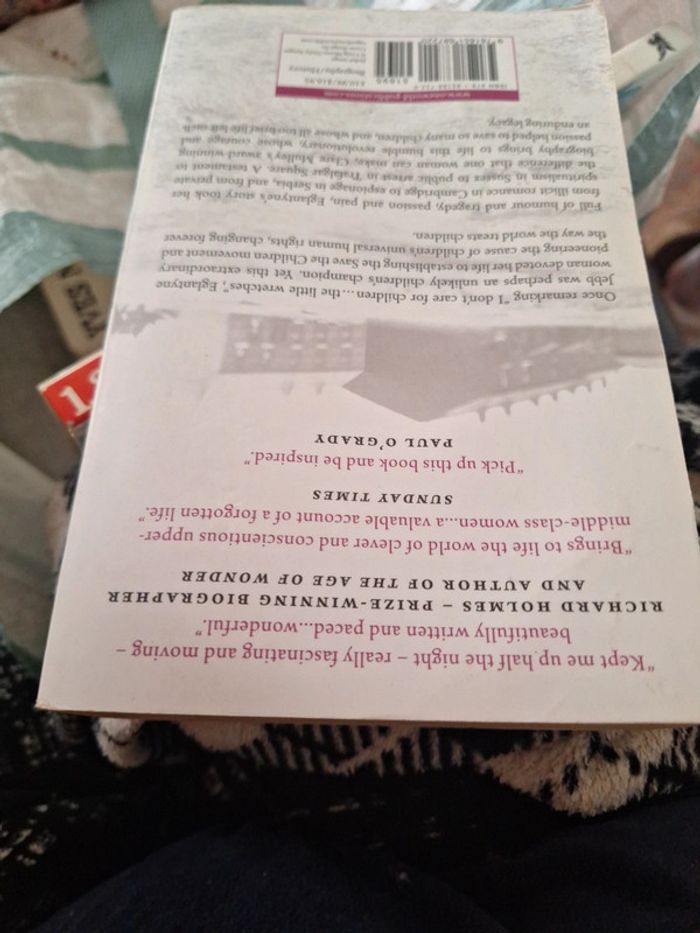 "Kept me up half the night – really fascinating and moving –
beautifully written and paced...wonderful."
RICHARD HOLMES – PRIZE-WINNING BIOGRAPHER
AND AUTHOR OF THE AGE OF WONDER
"Brings to life the world of clever and conscientious upper-
middle-class women...a valuable account of a forgotten life."
SUNDAY TIMES
"Pick up this book and be inspired."
PAUL O'GRADY
Once remarking "I don't care for children...the little wretches", Eglantyne
Jebb was perhaps an unlikely children's champion. Yet this extraordinary
woman devoted her life to establishing the Save the Children movement and
pioneering the cause of children's universal human rights, changing forever
the way the world treats children.
Full of humour and tragedy, passion and pain, Eglantyne's story took her
from illicit romance in Cambridge to espionage in Serbia, and from private
spiritualism in Sussex to public arrest in Trafalgar Square. A testament to
the difference that one woman can make, Clare Mulley's award-winning
biography brings to life this humble revolutionary, whose courage and
passion helped to save so many children and whose all too brief life left such
an enduring legacy.
www.oneworld-publications.com
Biography/History